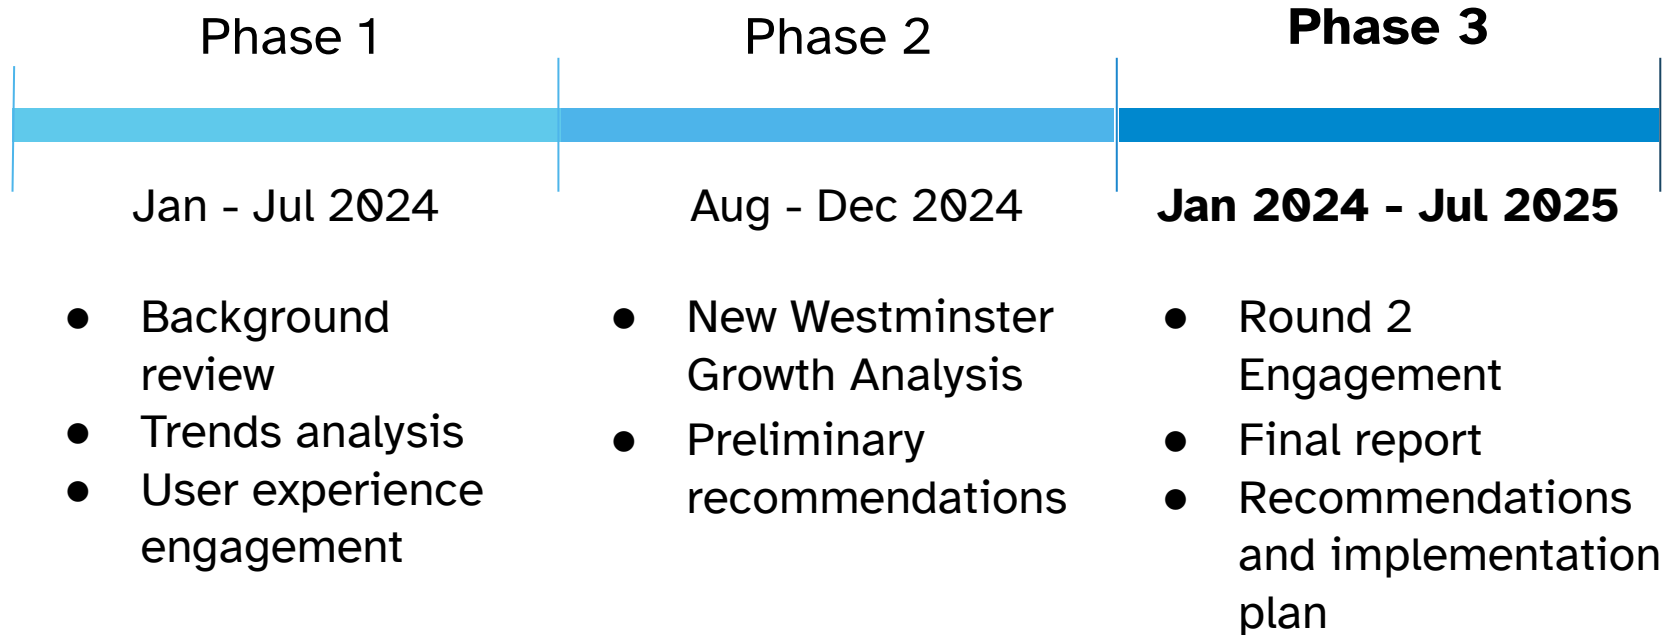 Phase 1
Phase 2
Phase 3
Jan - Jul 2024
Aug - Dec 2024
Jan 2024 - Jul 2025
● Background
review
● Trends analysis
● User experience
engagement
● New Westminster
Growth Analysis
● Preliminary
recommendations
● Round 2
Engagement
● Final report
● Recommendations
and implementation
plan